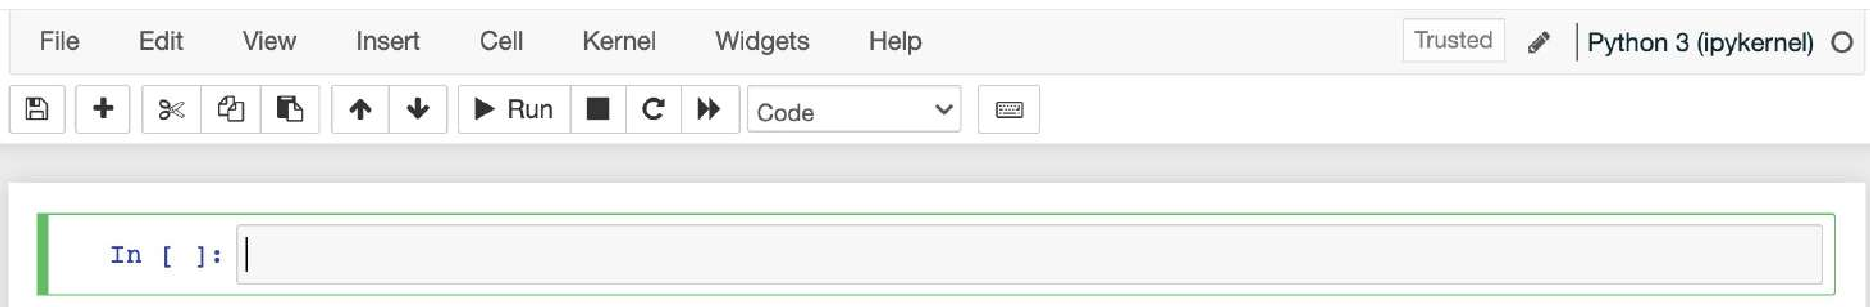 File Edit View Insert Cell Kernel Widgets Help Trusted Python 3 (ipykernel)
Run Code
In [ ]: